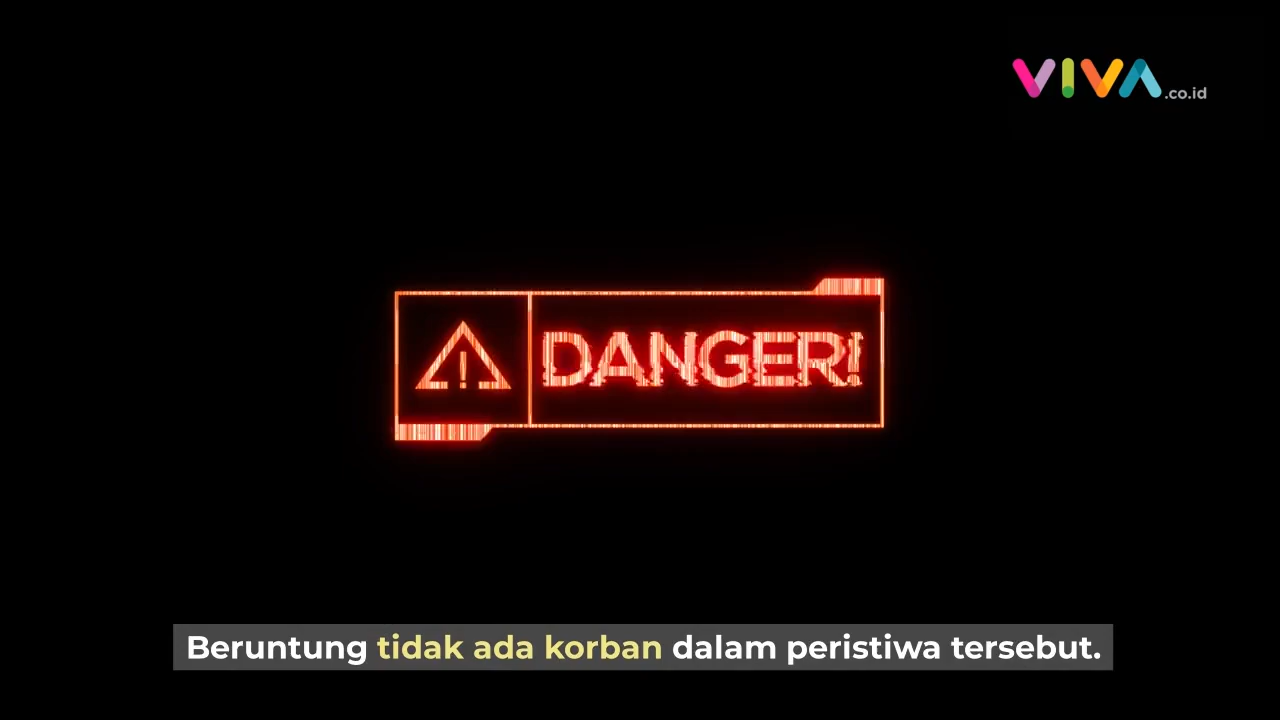 VIVA.co.id
DANGER!
Beruntung tidak ada korban dalam peristiwa tersebut.